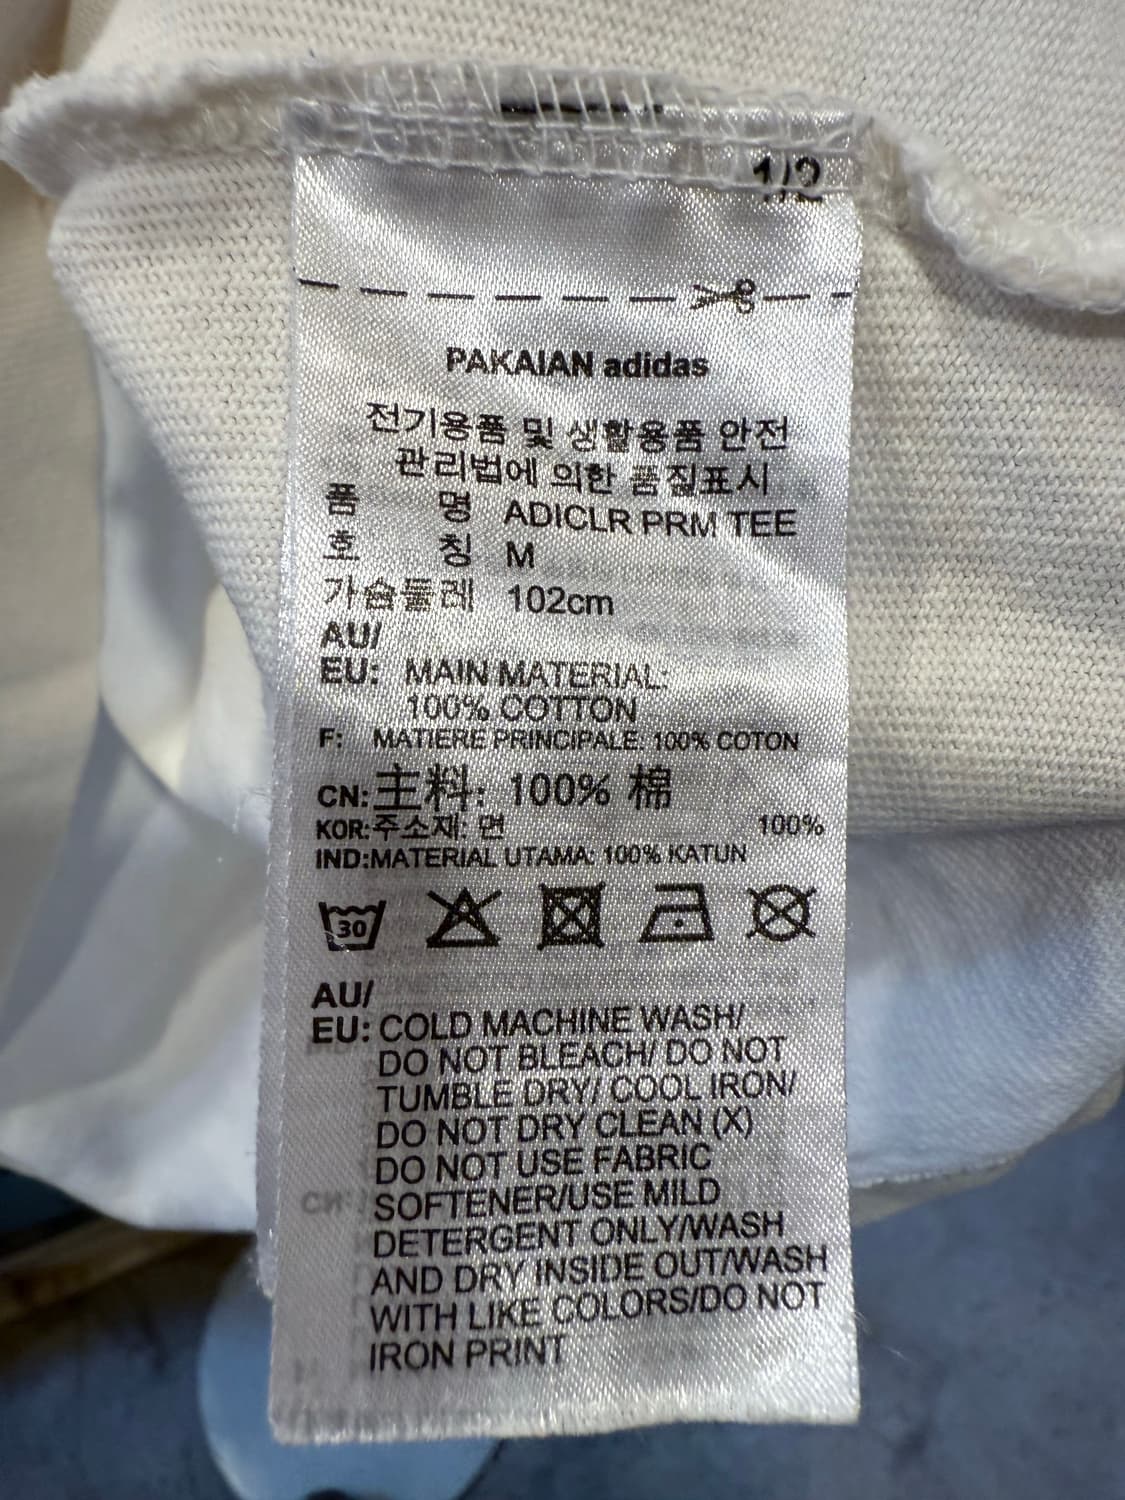 1/2
PAKAIAN adidas
전기용품 및 생활용품 안전
관리법에 의한 품질표시
품 명 ADICLR PRM TEE
호 칭 M
가슴둘레 102cm
AU/
EU: MAIN MATERIAL:
100% COTTON
F: MATIERE PRINCIPALE: 100% COTON
CN: 主料: 100% 棉
KOR: 주소재: 면 100%
IND: MATERIAL UTAMA: 100% KATUN
30
AU/
EU: COLD MACHINE WASH/
DO NOT BLEACH/ DO NOT
TUMBLE DRY/ COOL IRON/
DO NOT DRY CLEAN (X)
DO NOT USE FABRIC
SOFTENER/USE MILD
DETERGENT ONLY/WASH
AND DRY INSIDE OUT/WASH
WITH LIKE COLORS/DO NOT
IRON PRINT